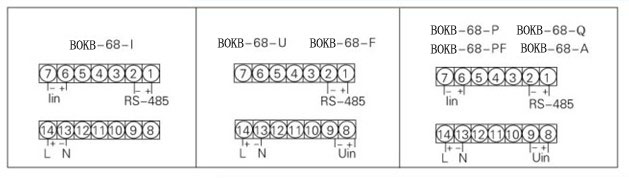 BOKB-68-I
7 6 5 4 3 2 1
- + - +
Iin RS-485
14 13 12 11 10 9 8
+ -
L N
BOKB-68-U BOKB-68-F
7 6 5 4 3 2 1
- +
RS-485
14 13 12 11 10 9 8
+ - - +
L N Uin
BOKB-68-P BOKB-68-Q
BOKB-68-PF BOKB-68-A
7 6 5 4 3 2 1
- + - +
Iin RS-485
14 13 12 11 10 9 8
+ - - +
L N Uin